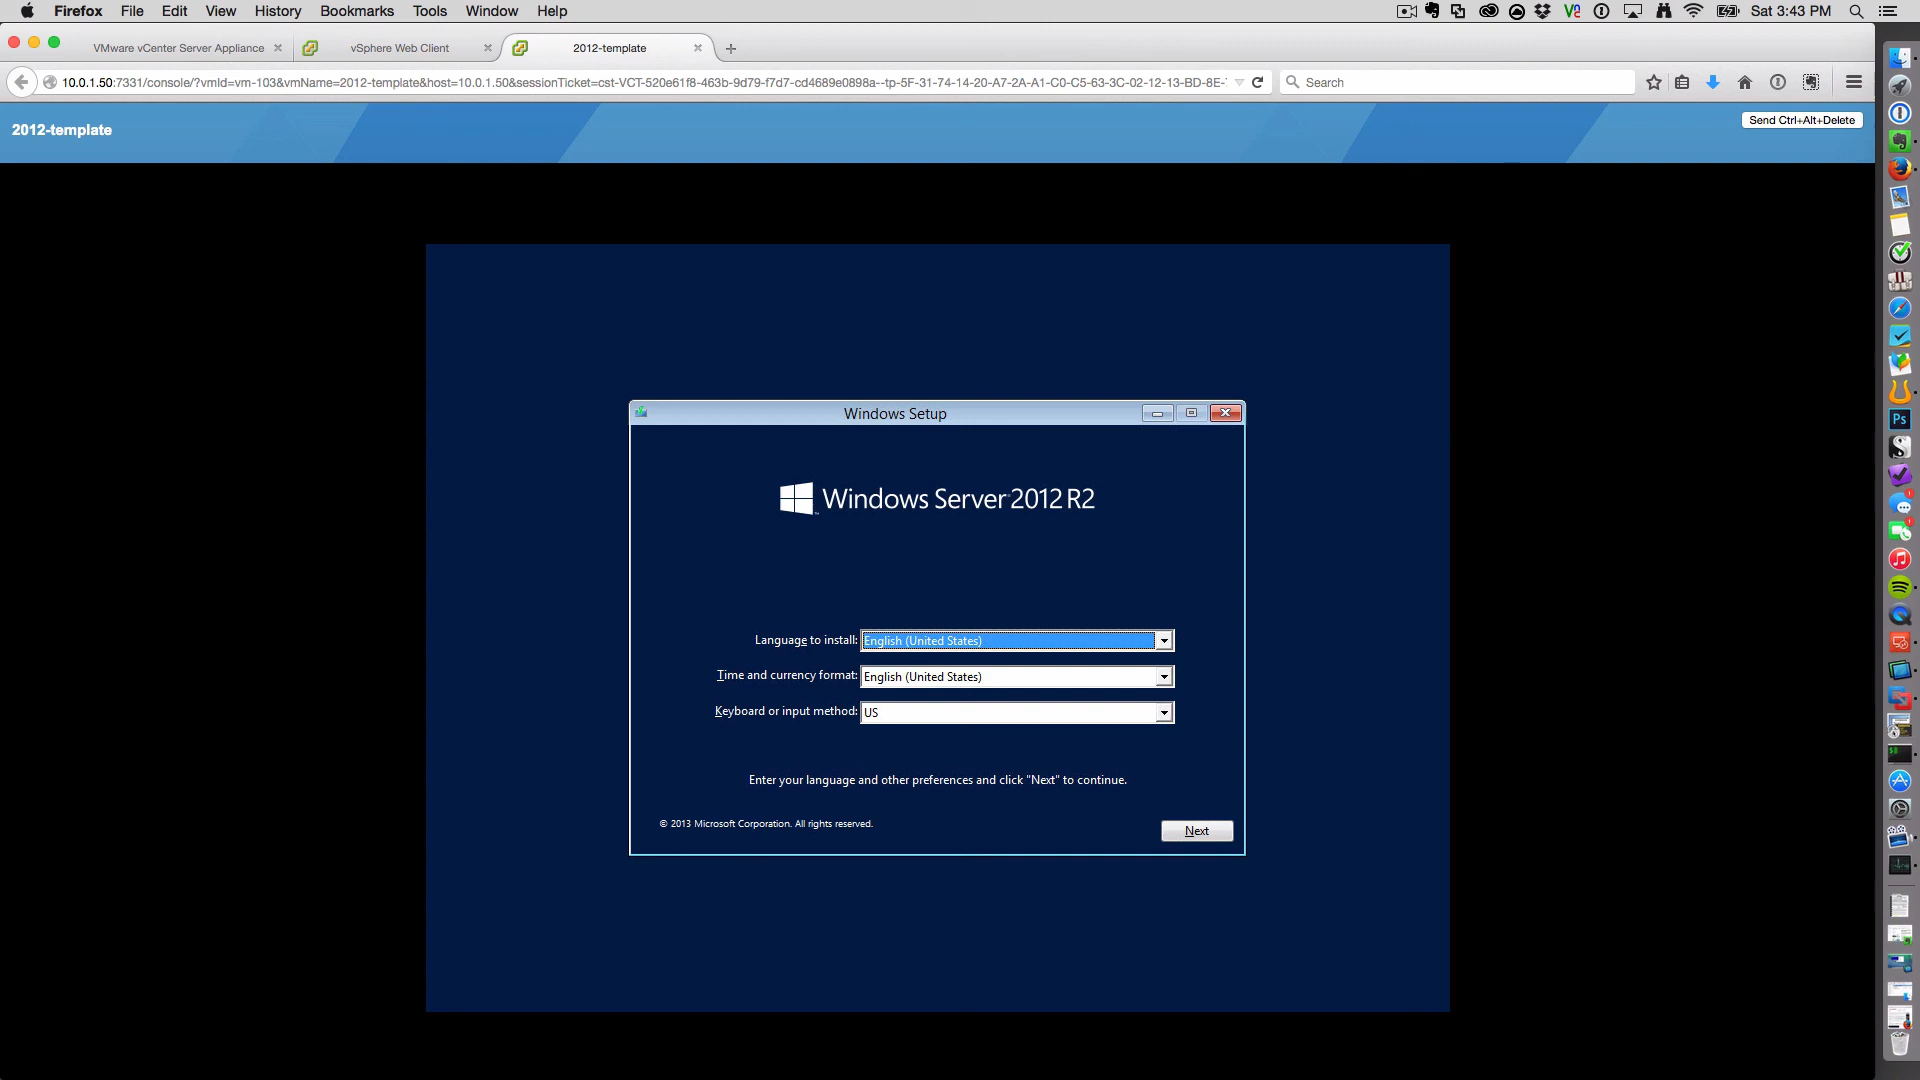 Firefox File Edit View History Bookmarks Tools Window Help Sat 3:43 PM
VMware vCenter Server Appliance vSphere Web Client 2012-template
10.0.1.50:7331/console/?vmId=vm-103&vmName=2012-template&host=10.0.1.50&sessionTicket=cst-VCT-520e61f8-463b-9d79-f7d7-cd4689e0898a--tp-5F-31-74-14-20-A7-2A-A1-C0-C5-63-3C-02-12-13-BD-8E- Search
2012-template
Send Ctrl+Alt+Delete
Windows Setup
Windows Server 2012 R2
Language to install: English (United States)
Time and currency format: English (United States)
Keyboard or input method: US
Enter your language and other preferences and click "Next" to continue.
© 2013 Microsoft Corporation. All rights reserved.
Next
Ps